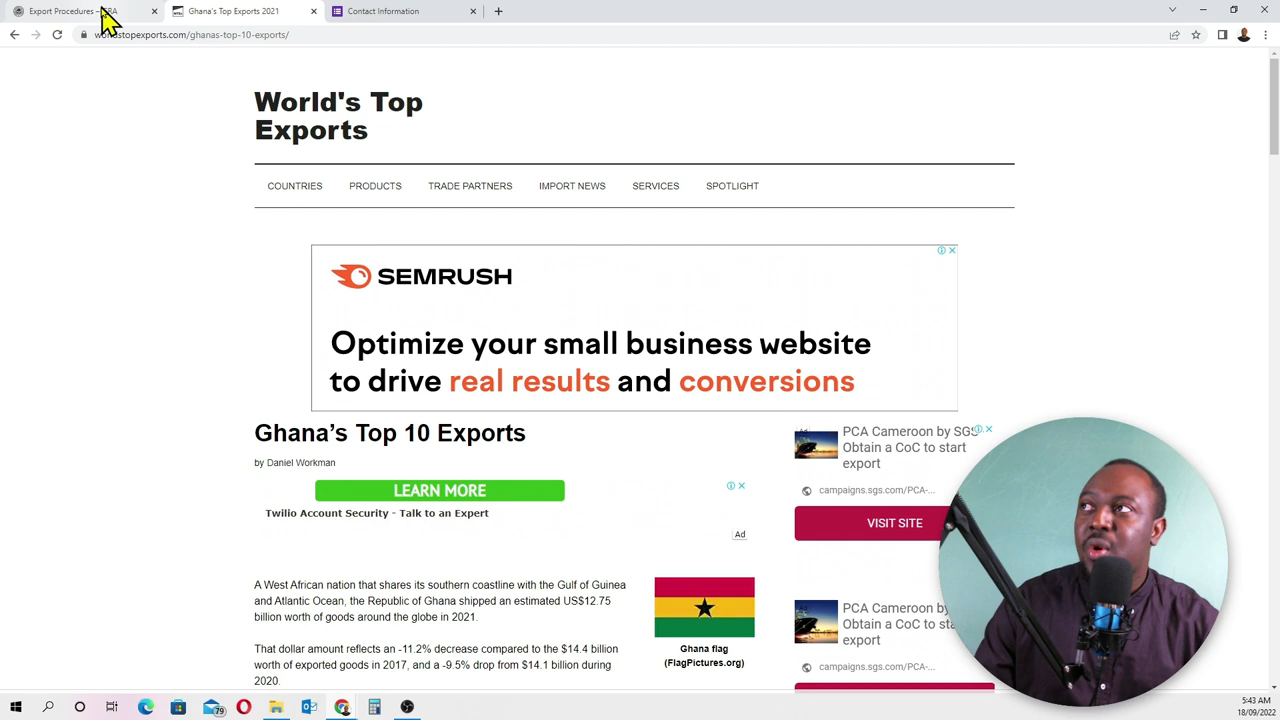 Export Procedures – GRA
Ghana's Top Exports 2021
Contact Information
worldstopexports.com/ghanas-top-10-exports/
World's Top
Exports
COUNTRIES PRODUCTS TRADE PARTNERS IMPORT NEWS SERVICES SPOTLIGHT
SEMRUSH
Optimize your small business website
to drive real results and conversions
Ghana's Top 10 Exports
by Daniel Workman
LEARN MORE
Twilio Account Security - Talk to an Expert
Ad
A West African nation that shares its southern coastline with the Gulf of Guinea
and Atlantic Ocean, the Republic of Ghana shipped an estimated US$12.75
billion worth of goods around the globe in 2021.
That dollar amount reflects an -11.2% decrease compared to the $14.4 billion
worth of exported goods in 2017, and a -9.5% drop from $14.1 billion during
2020.
Ghana flag
(FlagPictures.org)
Ad
PCA Cameroon by SGS
Obtain a CoC to start
export
campaigns.sgs.com/PCA-...
VISIT SITE
PCA Cameroon by
Obtain a CoC to
export
campaigns.sgs.com/PCA-...
79
5:43 AM
18/09/2022